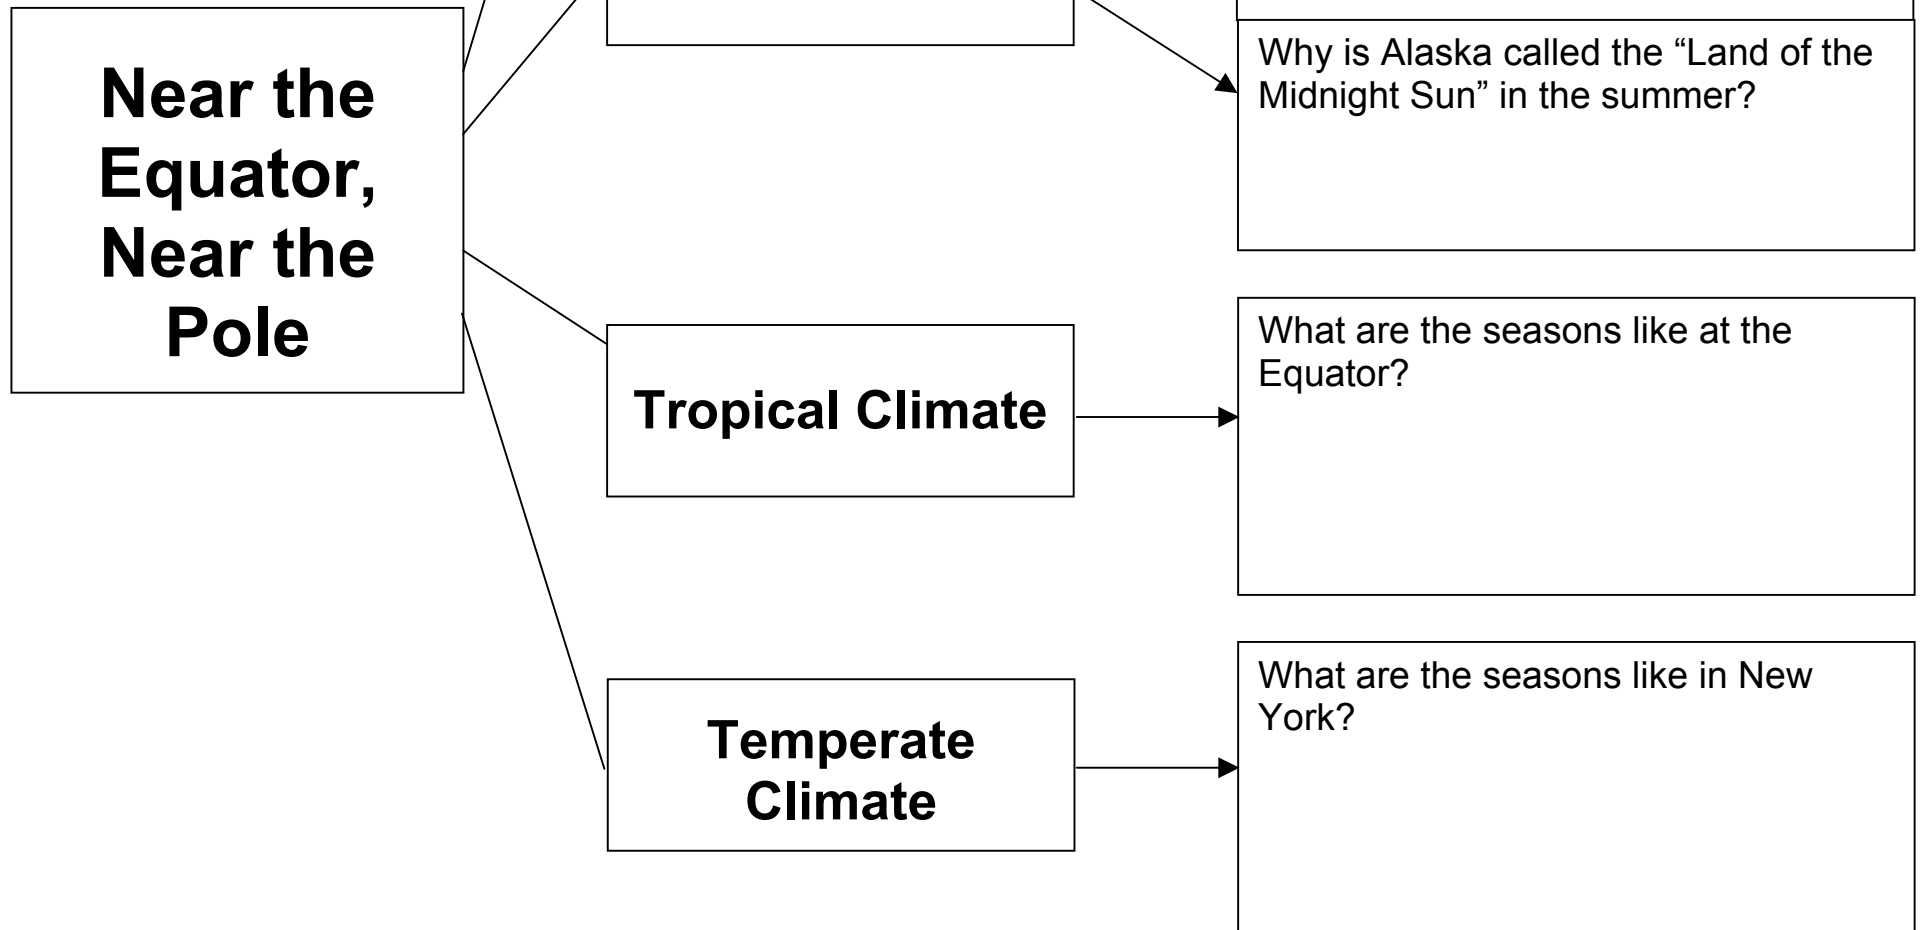 Near the
Equator,
Near the
Pole
Why is Alaska called the “Land of the
Midnight Sun” in the summer?
Tropical Climate
What are the seasons like at the
Equator?
Temperate
Climate
What are the seasons like in New
York?